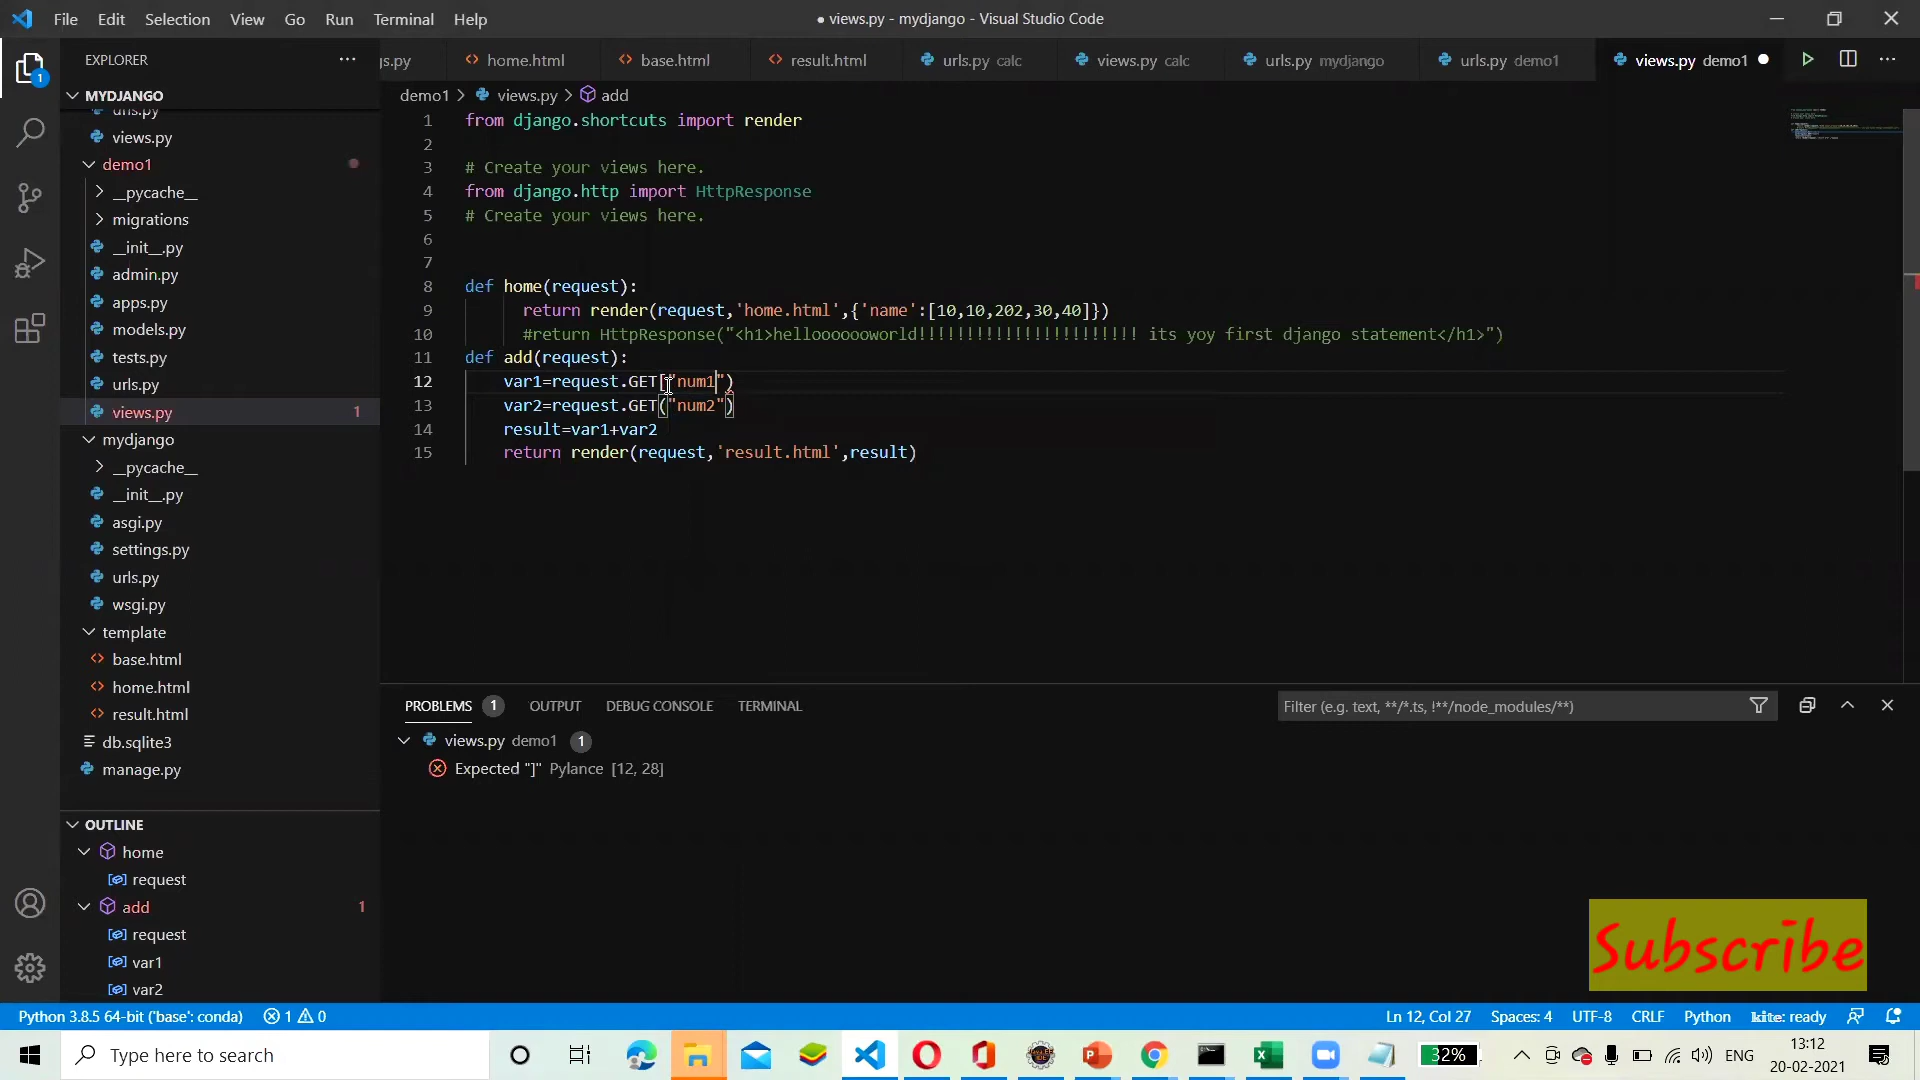 File Edit Selection View Go Run Terminal Help
● views.py - mydjango - Visual Studio Code
EXPLORER ···
gs.py
home.html
base.html
result.html
urls.py calc
views.py calc
urls.py mydjango
urls.py demo1
views.py demo1
demo1 > views.py > add
MYDJANGO
urls.py
views.py
demo1
__pycache__
migrations
__init__.py
admin.py
apps.py
models.py
tests.py
urls.py
views.py 1
mydjango
__pycache__
__init__.py
asgi.py
settings.py
urls.py
wsgi.py
template
base.html
home.html
result.html
db.sqlite3
manage.py
OUTLINE
home
request
add 1
request
var1
var2
1 from django.shortcuts import render
2
3 # Create your views here.
4 from django.http import HttpResponse
5 # Create your views here.
6
7
8 def home(request):
9 return render(request,'home.html',{'name':[10,10,202,30,40]})
10 #return HttpResponse("<h1>hellooooooworld!!!!!!!!!!!!!!!!!!!!!!! its yoy first django statement</h1>")
11 def add(request):
12 var1=request.GET["num1")
13 var2=request.GET("num2")
14 result=var1+var2
15 return render(request,'result.html',result)
PROBLEMS 1 OUTPUT DEBUG CONSOLE TERMINAL
Filter (e.g. text, **/*.ts, !**/node_modules/**)
views.py demo1 1
Expected "]" Pylance [12, 28]
Subscribe
Python 3.8.5 64-bit ('base': conda) 1 0
Ln 12, Col 27 Spaces: 4 UTF-8 CRLF Python kite: ready
Type here to search
32%
ENG
13:12
20-02-2021